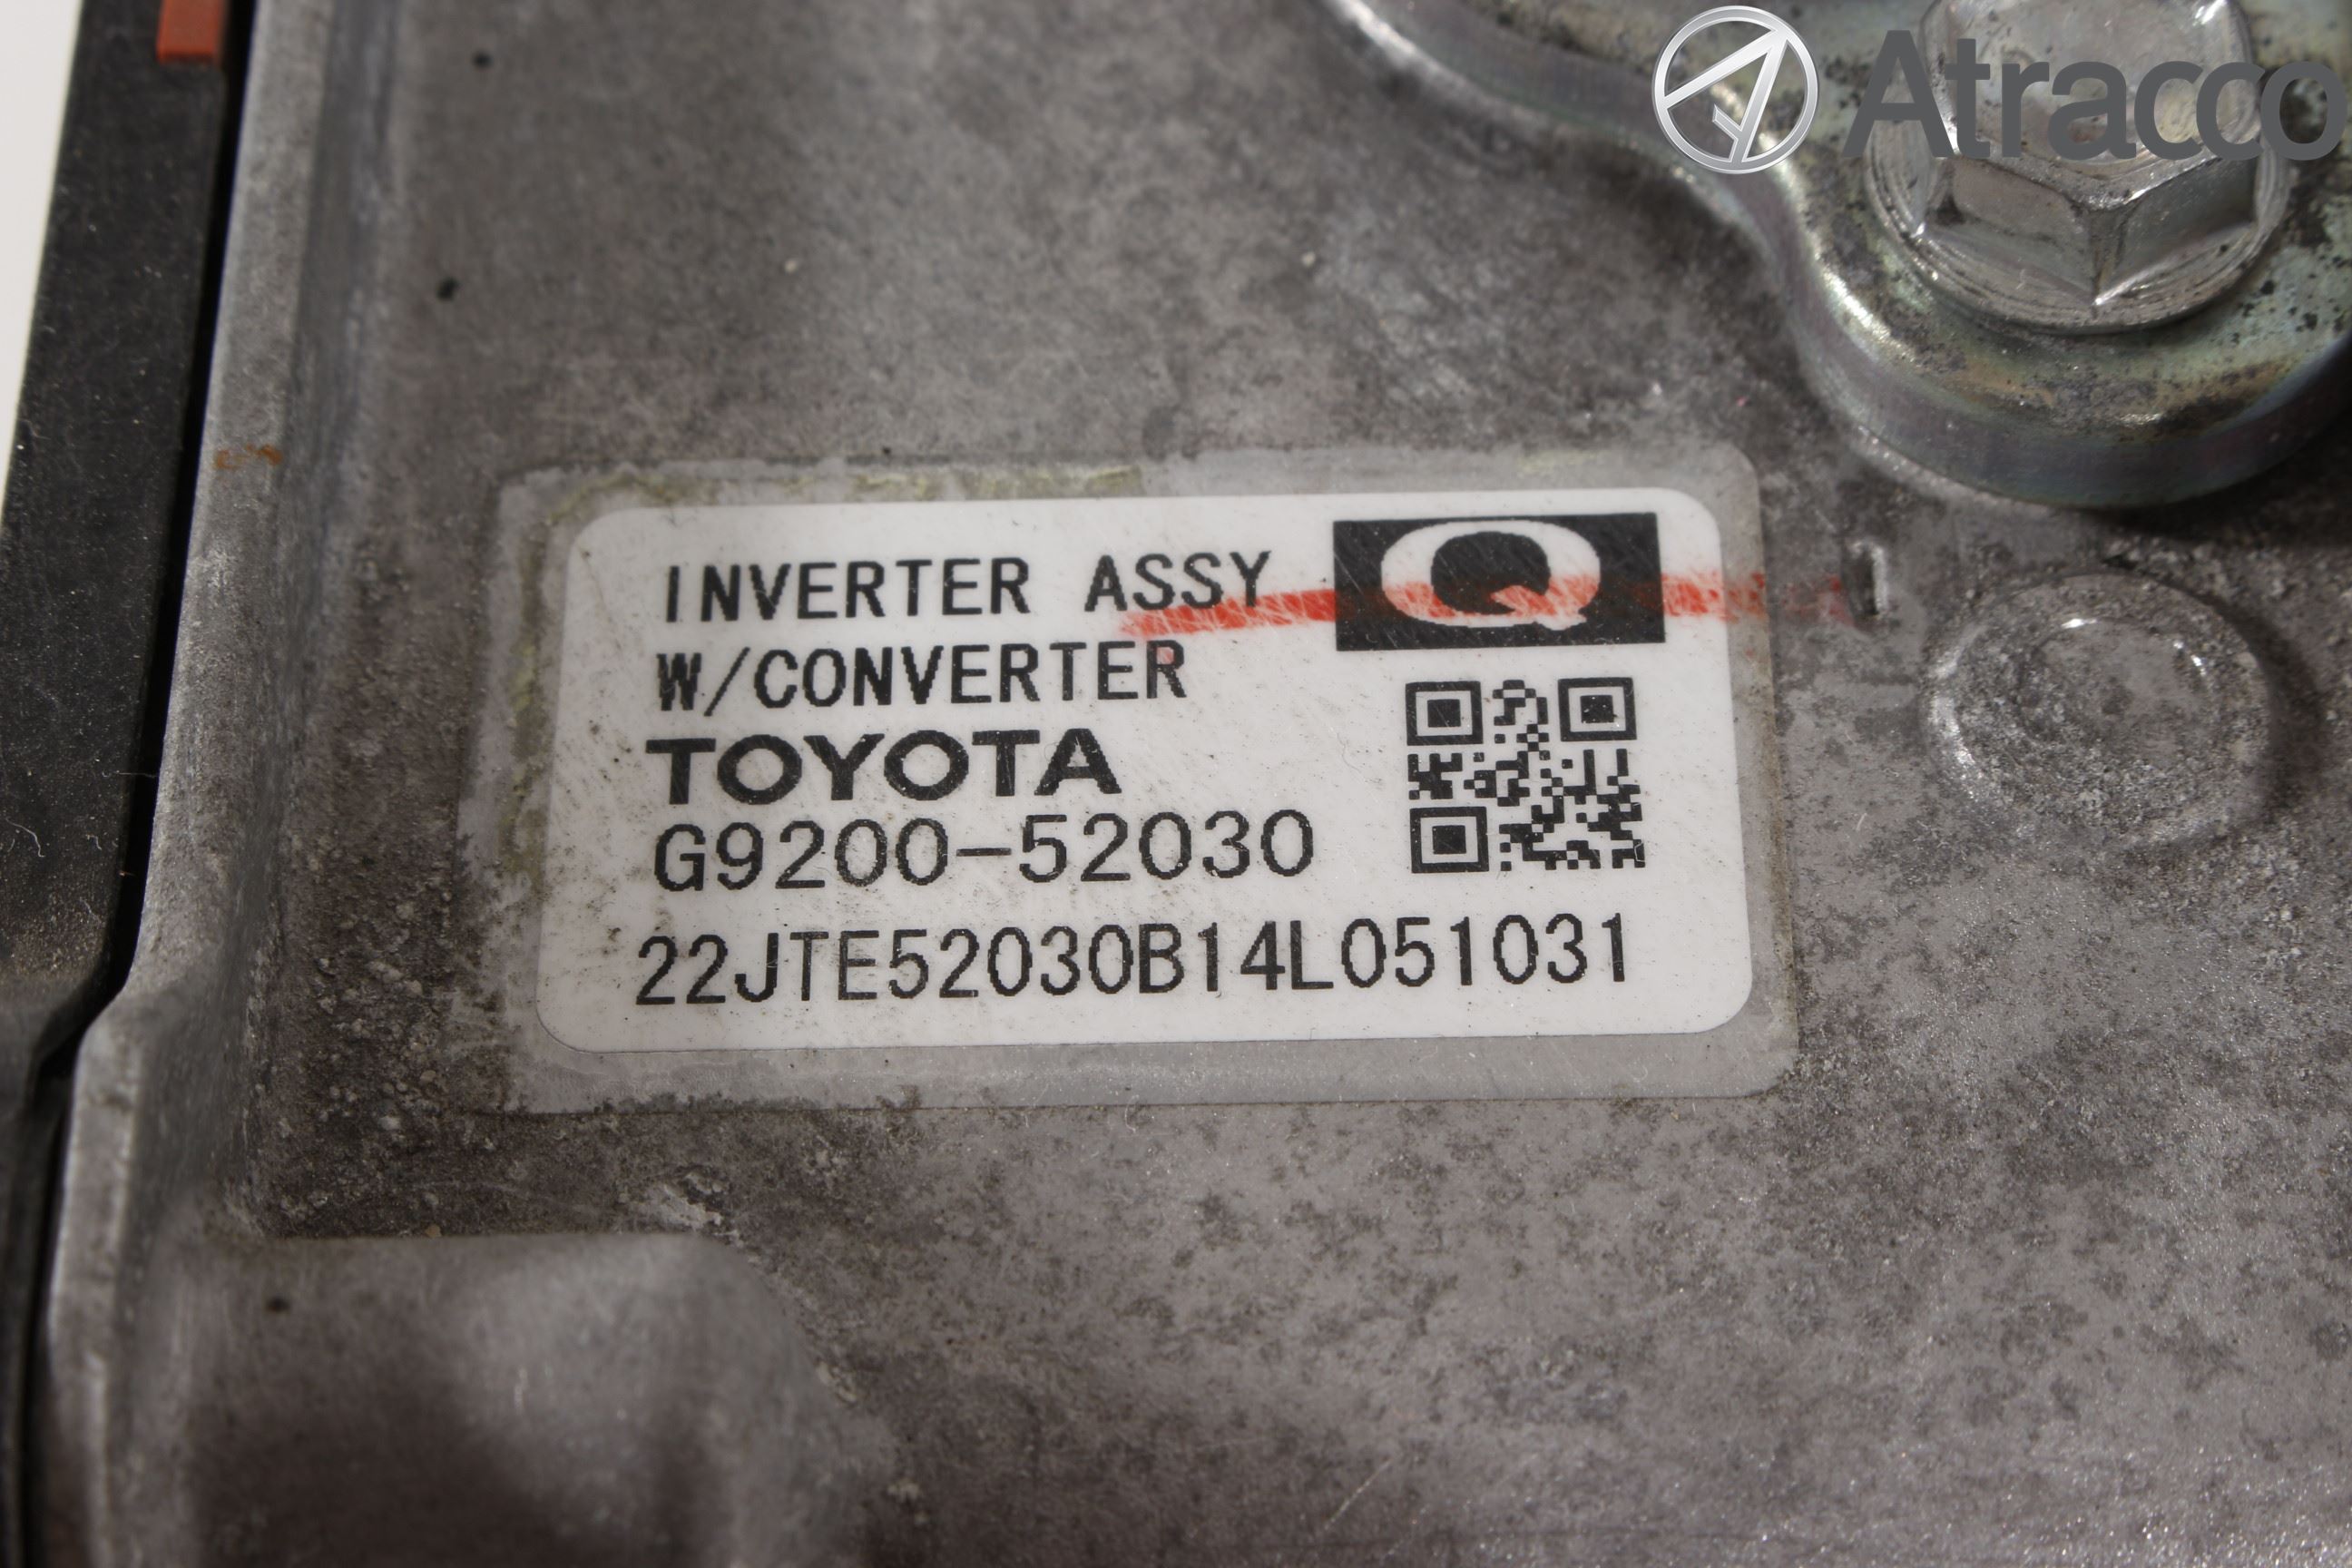 Atracco
INVERTER ASSY Q
W/CONVERTER
TOYOTA
G9200-52030
22JTE52030B14L051031